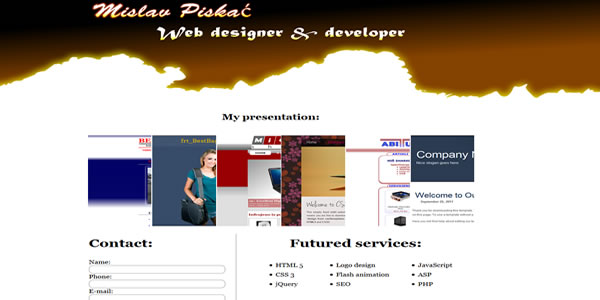 Mislav Piskać
Web designer & developer
My presentation:
Company
Welcome to
Contact:
Name:
Phone:
E-mail:
Futured services:
HTML 5
Logo design
JavaScript
CSS 3
Flash animation
ASP
jQuery
SEO
PHP